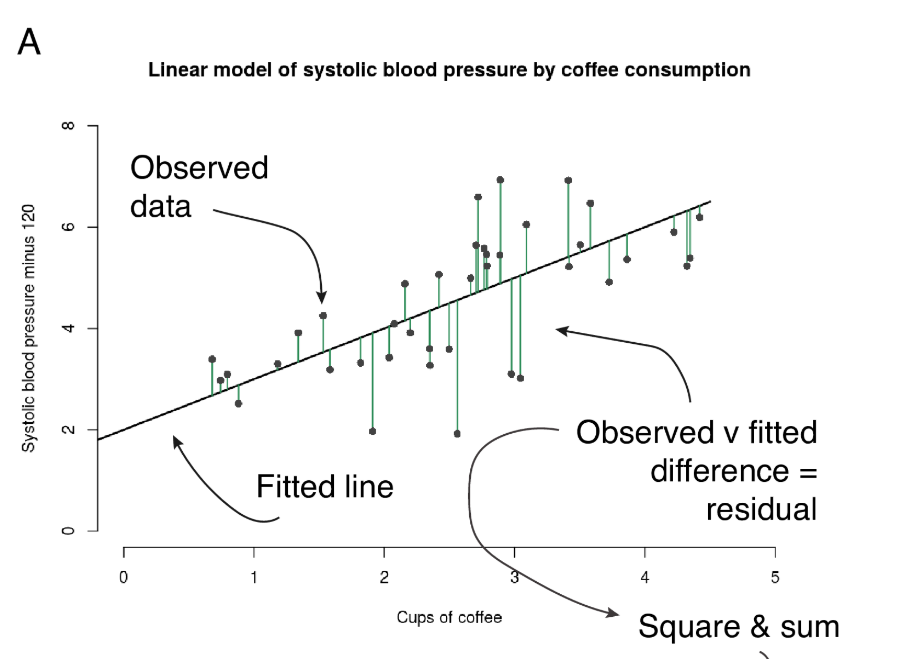 A
Linear model of systolic blood pressure by coffee consumption
Systolic blood pressure minus 120
8
6
4
2
0
Observed
data
Fitted line
Observed v fitted
difference =
residual
0 1 2 3 4 5
Cups of coffee
Square & sum